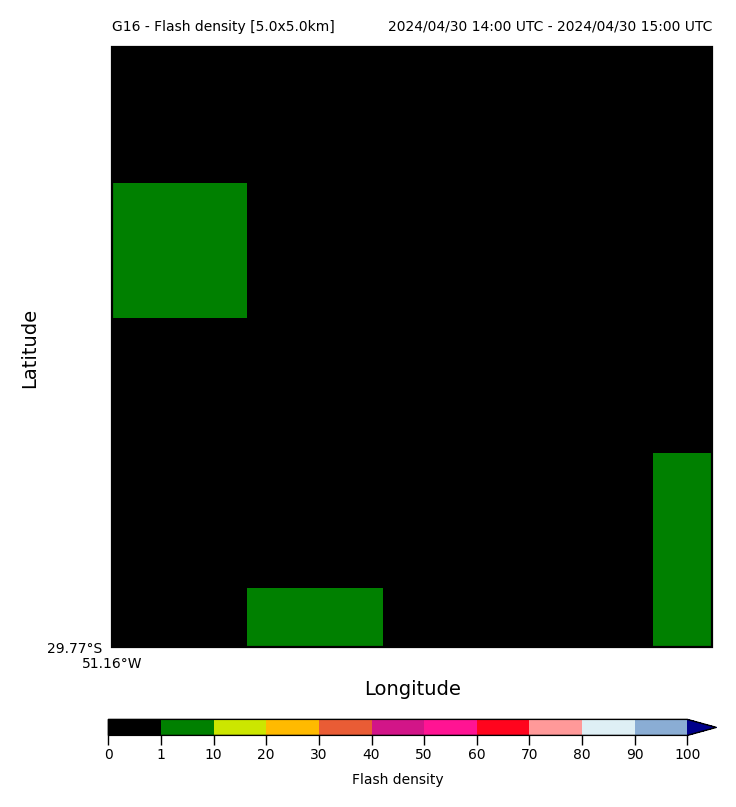 G16 - Flash density [5.0x5.0km] 2024/04/30 14:00 UTC - 2024/04/30 15:00 UTC
Latitude
29.77°S
51.16°W
Longitude
0 1 10 20 30 40 50 60 70 80 90 100
Flash density